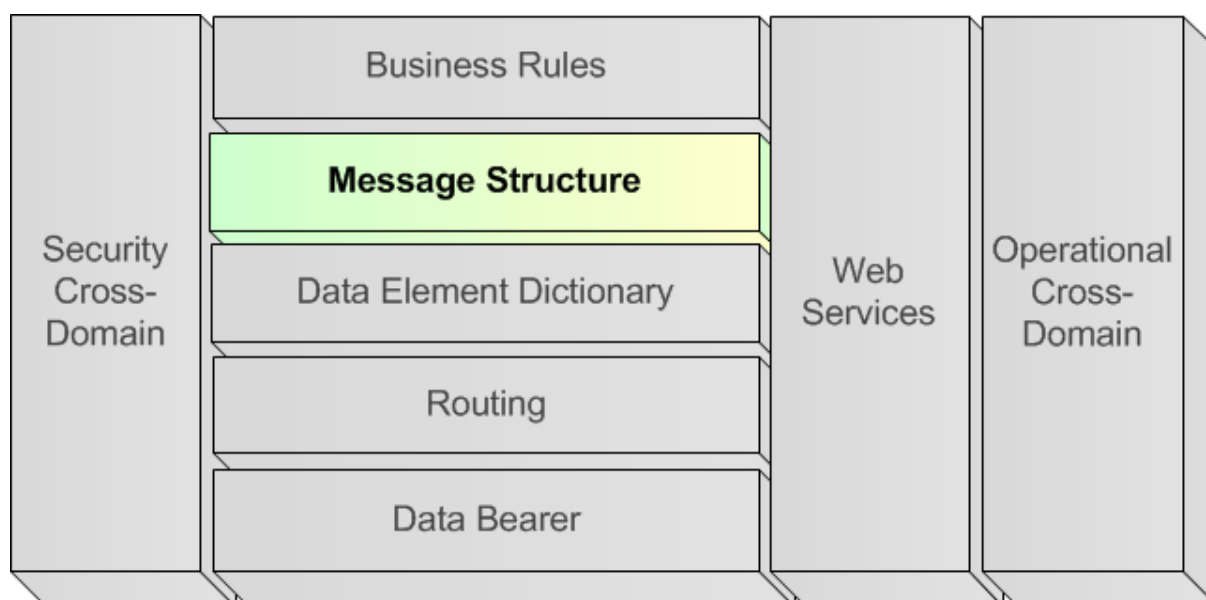 Business Rules
Message Structure
Security
Cross-
Domain
Data Element Dictionary
Web
Services
Operational
Cross-
Domain
Routing
Data Bearer